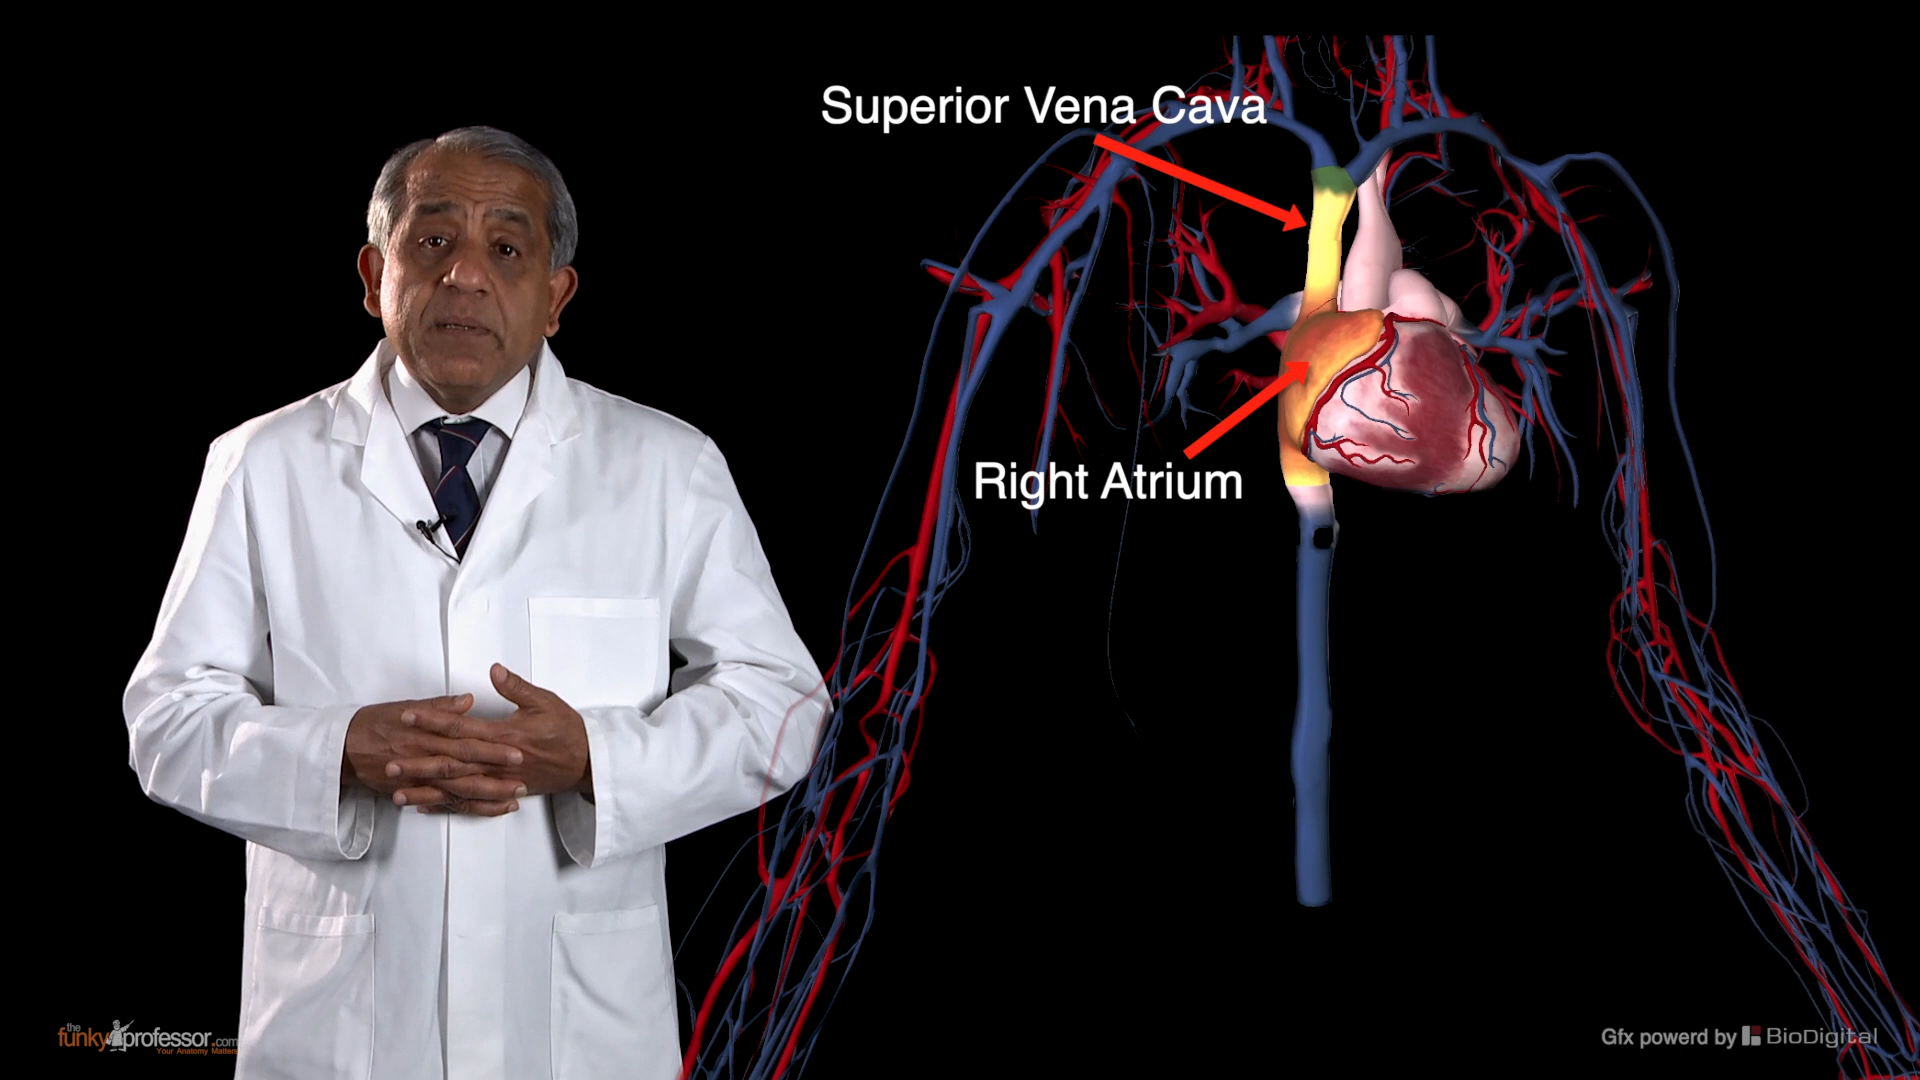 Superior Vena Cava
Right Atrium
the
funkyprofessor.com
Your Anatomy Matters
Gfx powerd by BioDigital